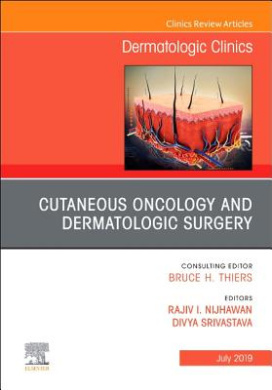 Clinics Review Articles
Dermatologic Clinics
CUTANEOUS ONCOLOGY AND
DERMATOLOGIC SURGERY
CONSULTING EDITOR
BRUCE H. THIERS
EDITORS
RAJIV I. NIJHAWAN
DIVYA SRIVASTAVA
ELSEVIER
July 2019